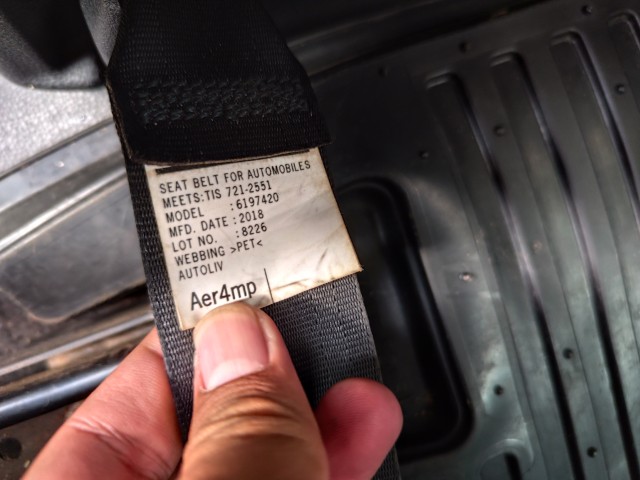 SEAT BELT FOR AUTOMOBILES
MEETS:TIS 721-2551
MODEL :6197420
MFD. DATE :2018
LOT NO. :8226
WEBBING >PET<
AUTOLIV
Aer4mp